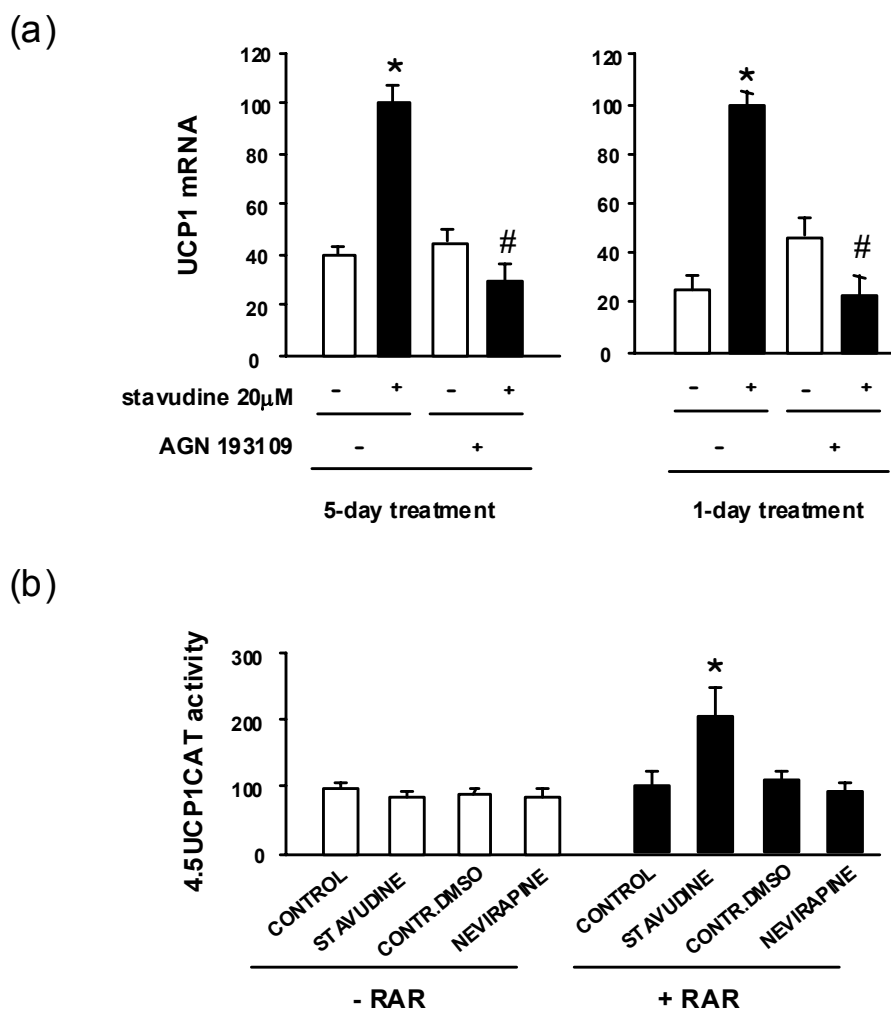 (a)
UCP1 mRNA
120
100
80
60
40
20
0
*
#
120
100
80
60
40
20
0
*
#
stavudine 20µM - + - + - + - +
AGN 193109 - + - +
5-day treatment 1-day treatment
(b)
4.5UCP1CAT activity
300
200
100
0
*
CONTROL STAVUDINE CONTR.DMSO NEVIRAPINE CONTROL STAVUDINE CONTR.DMSO NEVIRAPINE
- RAR + RAR